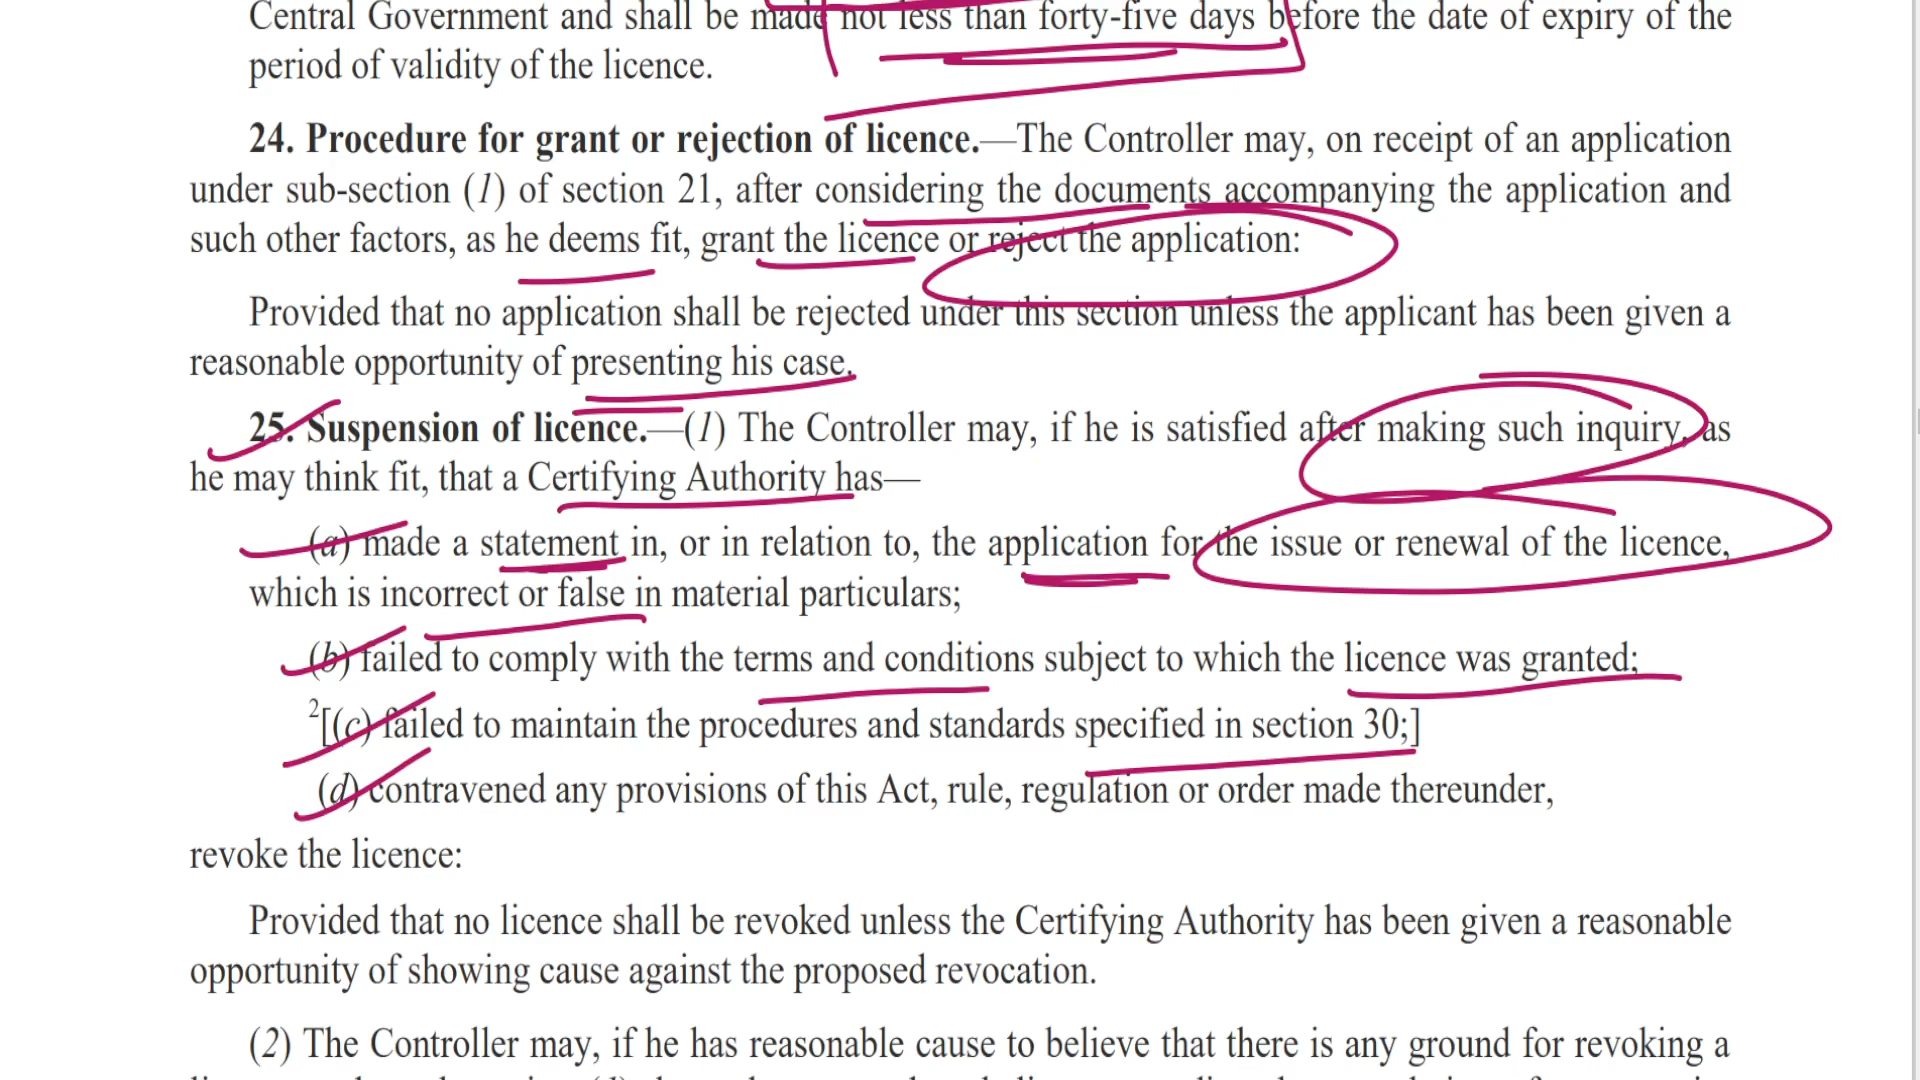 Central Government and shall be made not less than forty-five days before the date of expiry of the
period of validity of the licence.
24. Procedure for grant or rejection of licence.—The Controller may, on receipt of an application
under sub-section (1) of section 21, after considering the documents accompanying the application and
such other factors, as he deems fit, grant the licence or reject the application:
Provided that no application shall be rejected under this section unless the applicant has been given a
reasonable opportunity of presenting his case.
25. Suspension of licence.—(1) The Controller may, if he is satisfied after making such inquiry, as
he may think fit, that a Certifying Authority has—
(a) made a statement in, or in relation to, the application for the issue or renewal of the licence,
which is incorrect or false in material particulars;
(b) failed to comply with the terms and conditions subject to which the licence was granted;
2[(c) failed to maintain the procedures and standards specified in section 30;]
(d) contravened any provisions of this Act, rule, regulation or order made thereunder,
revoke the licence:
Provided that no licence shall be revoked unless the Certifying Authority has been given a reasonable
opportunity of showing cause against the proposed revocation.
(2) The Controller may, if he has reasonable cause to believe that there is any ground for revoking a